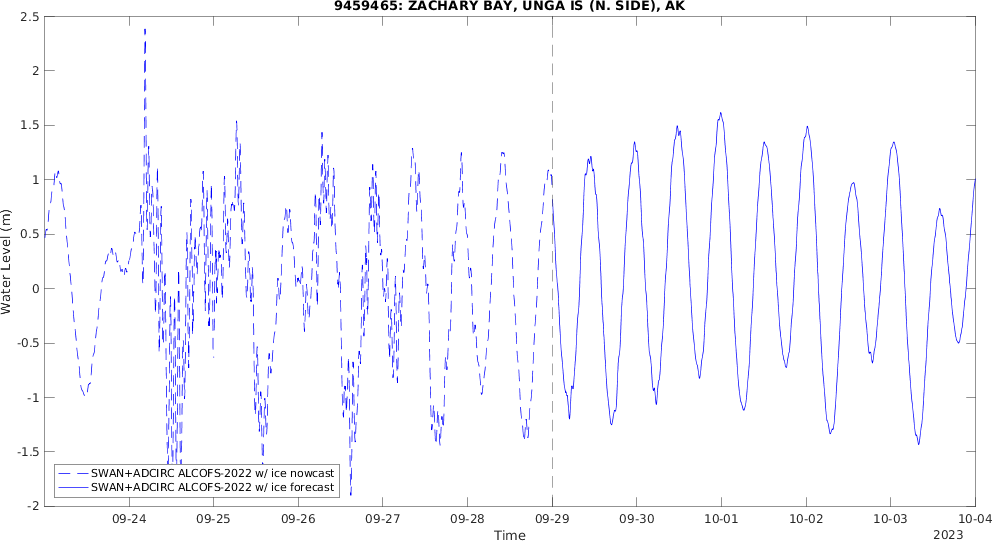 9459465: ZACHARY BAY, UNGA IS (N. SIDE), AK
Water Level (m)
2.5
2
1.5
1
0.5
0
-0.5
-1
-1.5
-2
SWAN+ADCIRC ALCOFS-2022 w/ ice nowcast
SWAN+ADCIRC ALCOFS-2022 w/ ice forecast
09-24 09-25 09-26 09-27 09-28 09-29 09-30 10-01 10-02 10-03 10-04
Time
2023